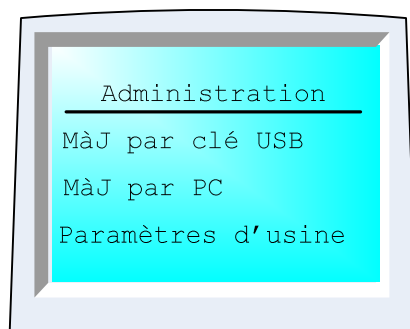 Administration
MàJ par clé USB
MàJ par PC
Paramètres d'usine